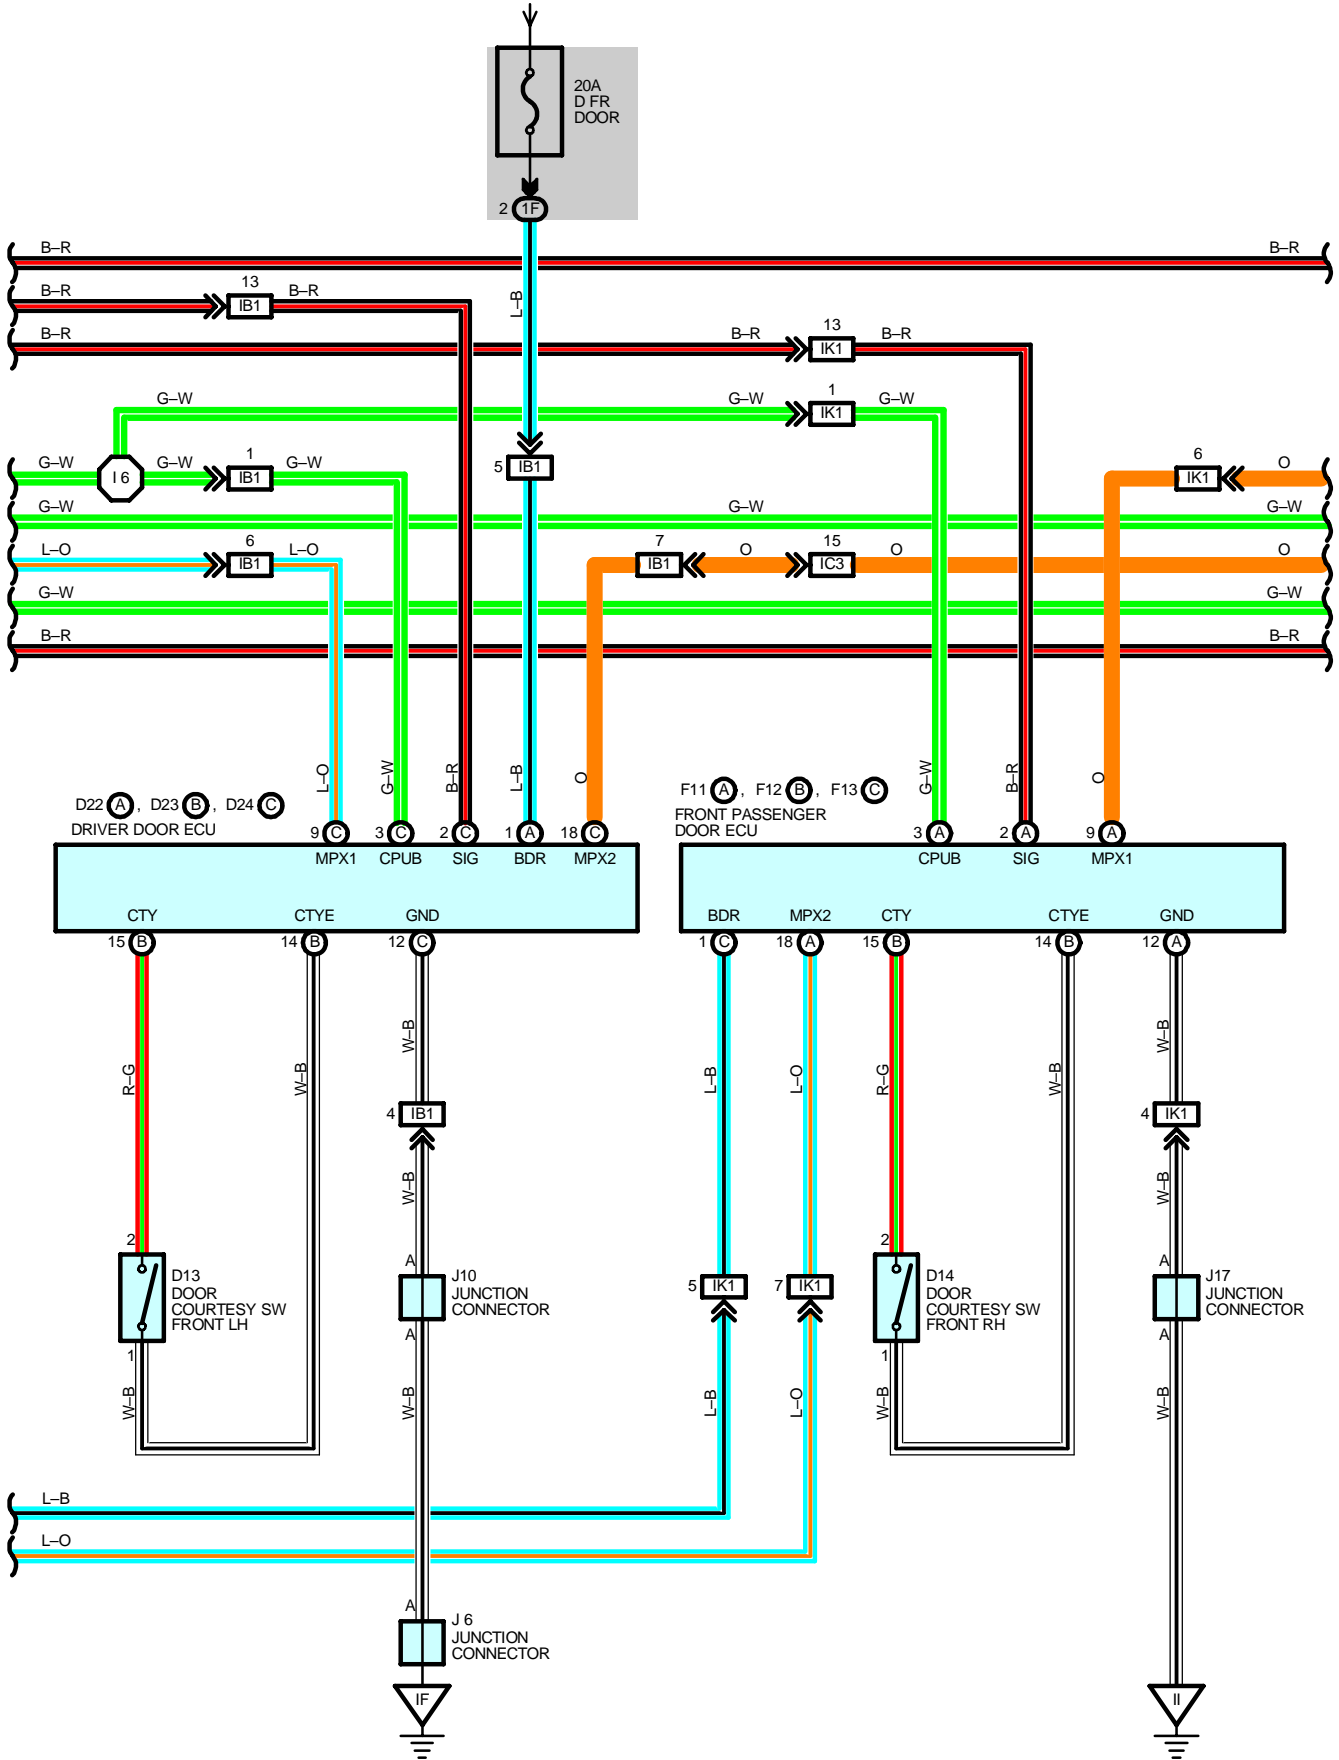 20A
D FR
DOOR
2 1F
B–R B–R
13
B–R IB1 B–R
L–B
13
B–R B–R IK1 B–R
1
G–W G–W IK1 G–W
1 6
G–W I 6 G–W IB1 G–W 5 IB1 IK1 O
G–W G–W G–W
6 7 15
L–O IB1 L–O IB1 O IC3 O O
G–W G–W
B–R B–R
L–O G–W B–R L–B O G–W B–R O
D22 A , D23 B , D24 C
DRIVER DOOR ECU
F11 A , F12 B , F13 C
FRONT PASSENGER
DOOR ECU
9 C 3 C 2 C 1 A 18 C 3 A 2 A 9 A
MPX1 CPUB SIG BDR MPX2 CPUB SIG MPX1
CTY CTYE GND BDR MPX2 CTY CTYE GND
15 B 14 B 12 C 1 C 18 A 15 B 14 B 12 A
W–B W–B
R–G W–B L–B L–O R–G W–B
4 IB1 4 IK1
W–B W–B
2 2
A A
D13
DOOR
COURTESY SW
FRONT LH
J10
JUNCTION
CONNECTOR
5 IK1 7 IK1
D14
DOOR
COURTESY SW
FRONT RH
J17
JUNCTION
CONNECTOR
A A
1 1
W–B W–B L–B L–O W–B W–B
L–B
L–O
A
J 6
JUNCTION
CONNECTOR
IF II